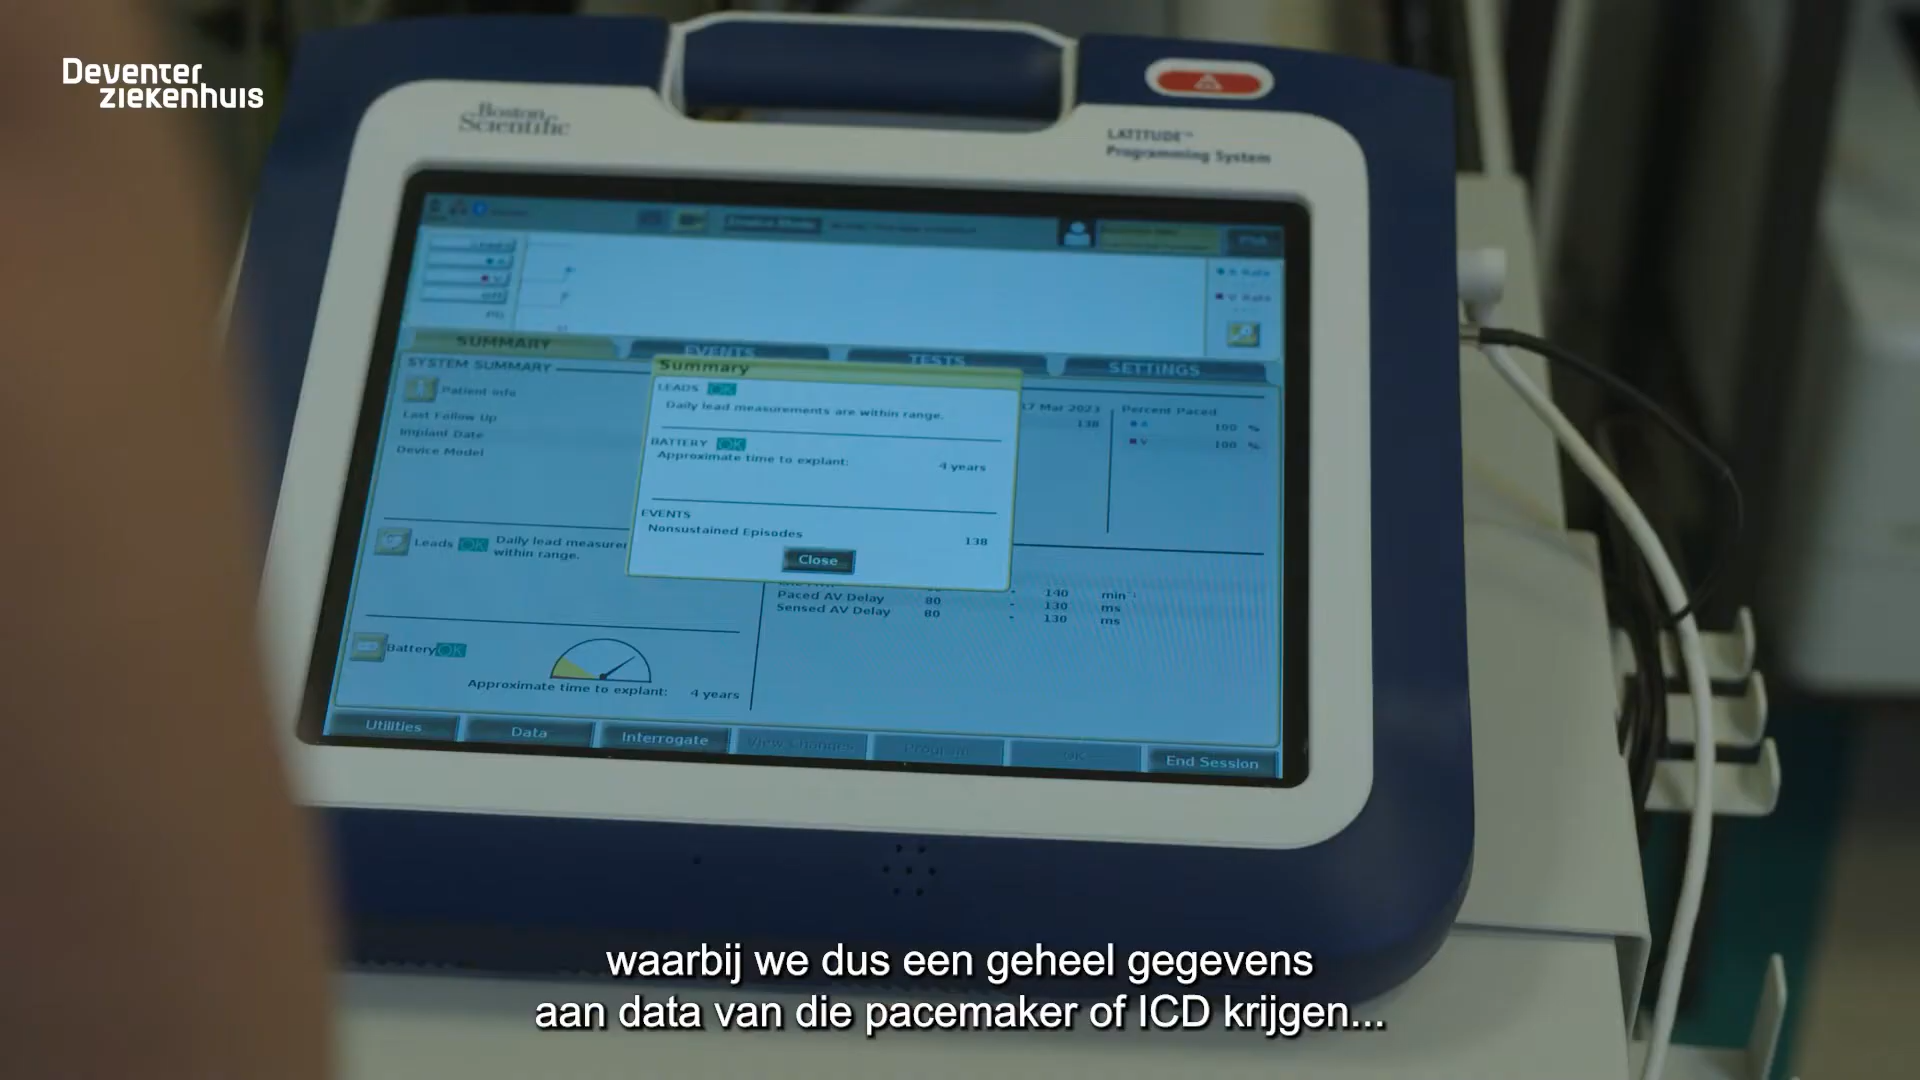 Deventer
ziekenhuis
Boston
Scientific
LATITUDE™
Programming System
A Rate
V Rate
SUMMARY
EVENTS
TESTS
SETTINGS
SYSTEM SUMMARY
Patient info
Last Follow Up
Implant Date
Device Model
17 Mar 2023
138
Percent Paced
A 100 %
V 100 %
Summary
LEADS OK
Daily lead measurements are within range.
BATTERY OK
Approximate time to explant: 4 years
EVENTS
Nonsustained Episodes 138
Close
Leads OK Daily lead measurer
within range.
140 min⁻¹
Paced AV Delay 80 - 130 ms
Sensed AV Delay 80 - 130 ms
Battery OK
Approximate time to explant: 4 years
Utilities
Data
Interrogate
View Changes
Program
End Session
waarbij we dus een geheel gegevens
aan data van die pacemaker of ICD krijgen...